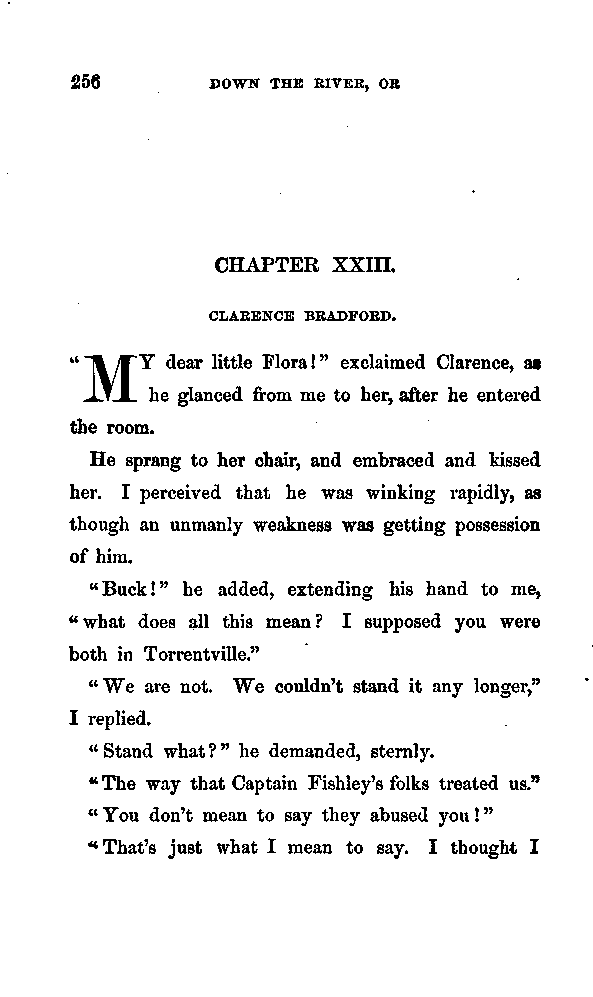 256 DOWN THE RIVER, OR
CHAPTER XXIII.
CLARENCE BRADFORD.
"MY dear little Flora!" exclaimed Clarence, as
he glanced from me to her, after he entered
the room.
He sprang to her chair, and embraced and kissed
her. I perceived that he was winking rapidly, as
though an unmanly weakness was getting possession
of him.
"Buck!" he added, extending his hand to me,
"what does all this mean? I supposed you were
both in Torrentville."
"We are not. We couldn't stand it any longer,"
I replied.
"Stand what?" he demanded, sternly.
"The way that Captain Fishley's folks treated us."
"You don't mean to say they abused you!"
"That's just what I mean to say. I thought I